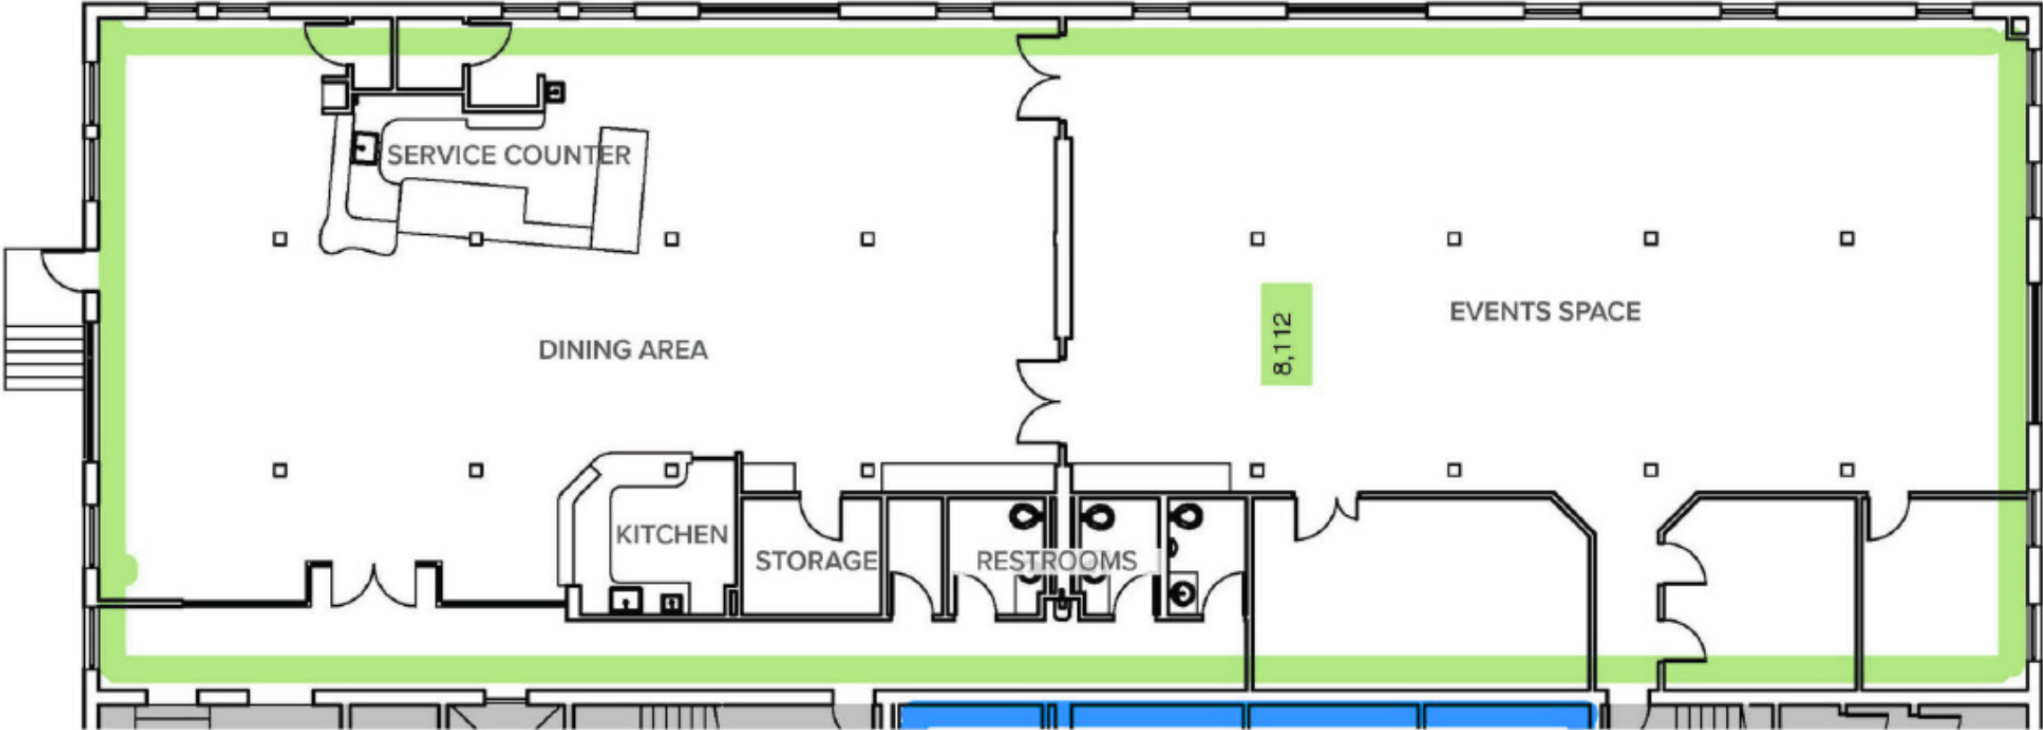 SERVICE COUNTER
EVENTS SPACE
8,112
DINING AREA
KITCHEN
STORAGE
RESTROOMS